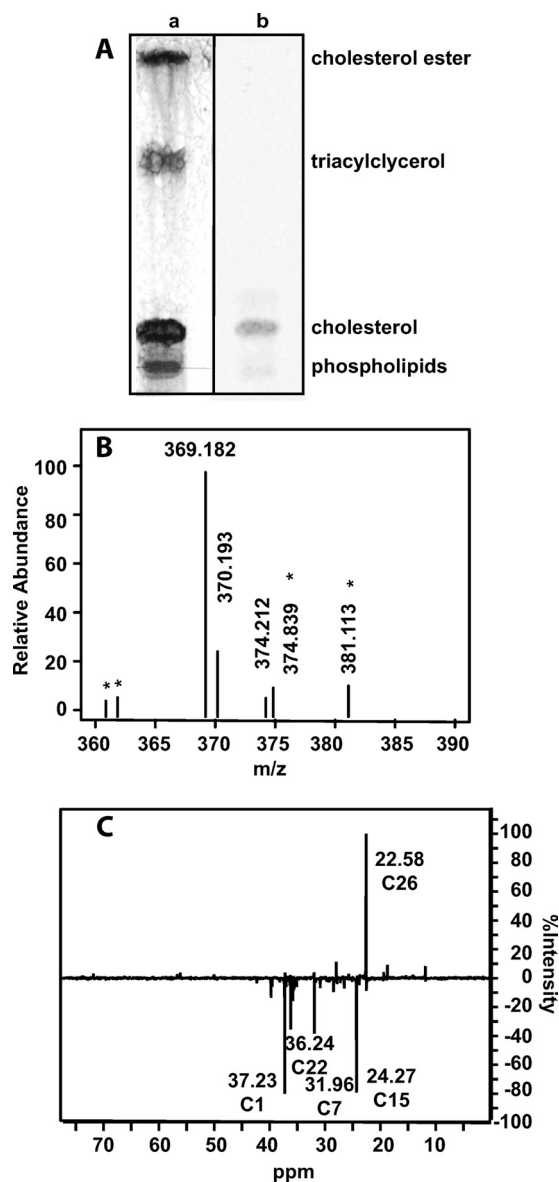 a b
A
cholesterol ester
triacylclycerol
cholesterol
phospholipids
B
369.182
370.193
374.212
374.839 *
381.113 *
* *
Relative Abundance
100
80
60
40
20
0
360 365 370 375 380 385 390
m/z
C
22.58
C26
36.24
C22
37.23
C1
31.96
C7
24.27
C15
100
80
60
40
20
0
-20
-40
-60
-80
-100
%Intensity
70 60 50 40 30 20 10
ppm